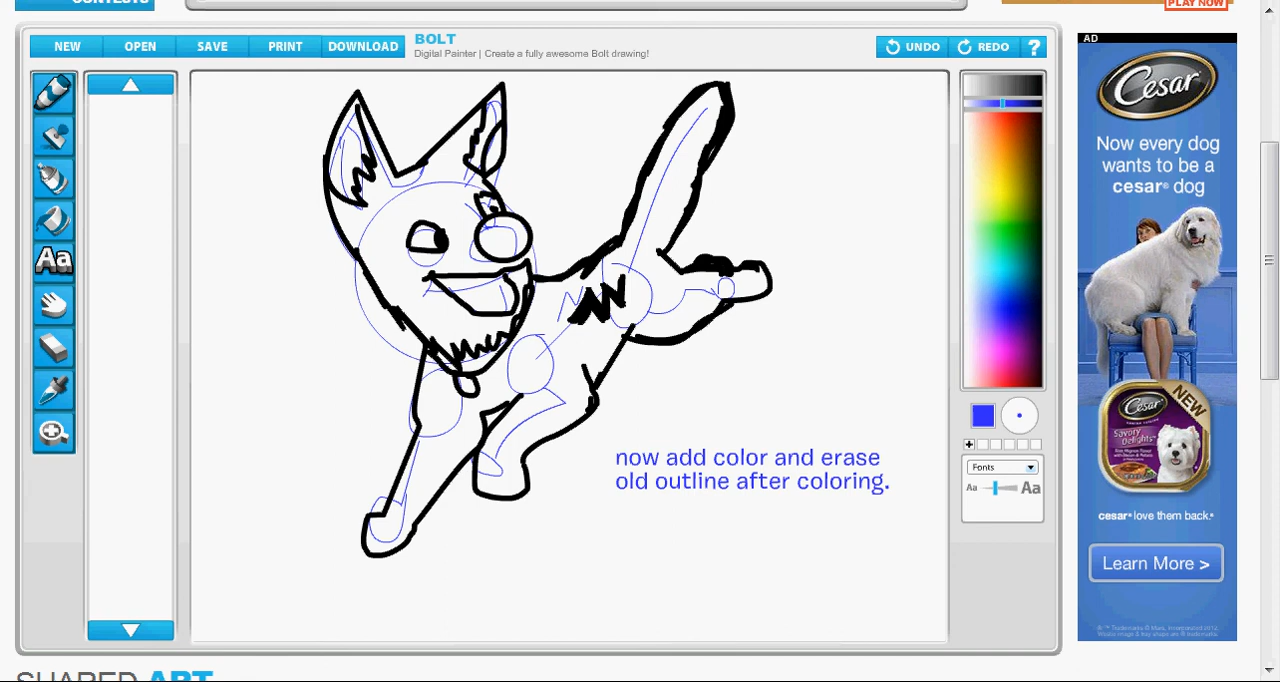 CONTESTS
PLAY NOW
NEW
OPEN
SAVE
PRINT
DOWNLOAD
BOLT
Digital Painter | Create a fully awesome Bolt drawing!
UNDO
REDO
?
AD
Aa
now add color and erase
old outline after coloring.
Fonts
Aa
Aa
Cesar
Now every dog
wants to be a
cesar® dog
NEW
Cesar
SAVORY
DELIGHTS
cesar® love them back.®
Learn More >
SHARED ART